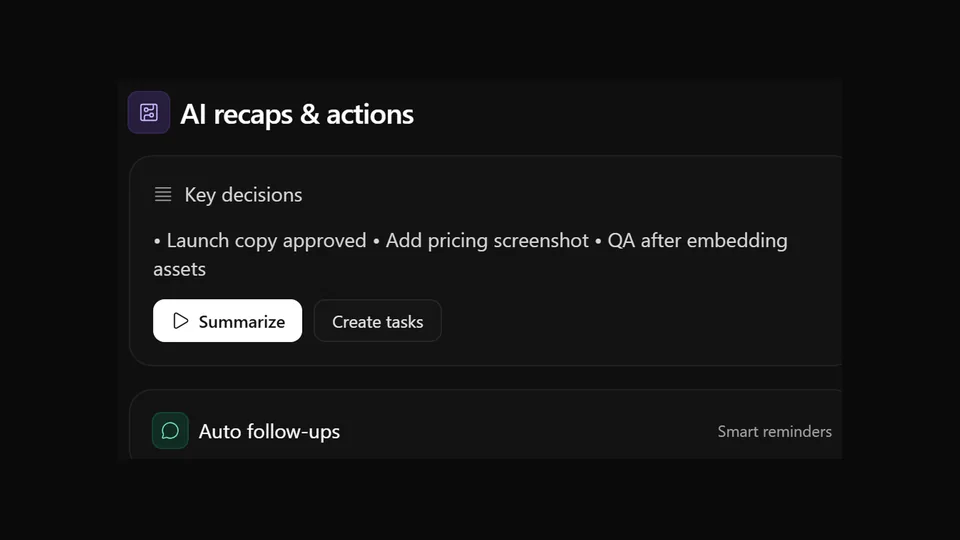 AI recaps & actions
Key decisions
• Launch copy approved • Add pricing screenshot • QA after embedding
assets
Summarize
Create tasks
Auto follow-ups
Smart reminders